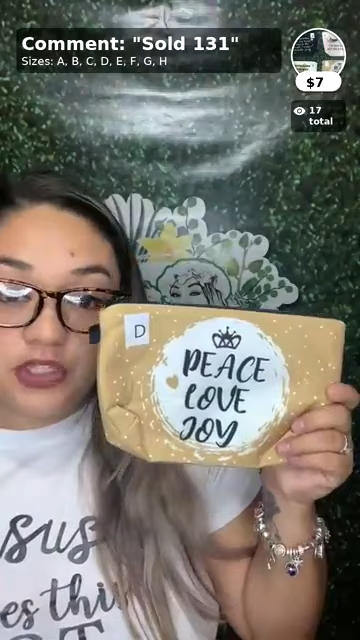 Comment: "Sold 131"
Sizes: A, B, C, D, E, F, G, H
$7
17
total
D
PEACE
LOVE
JOY